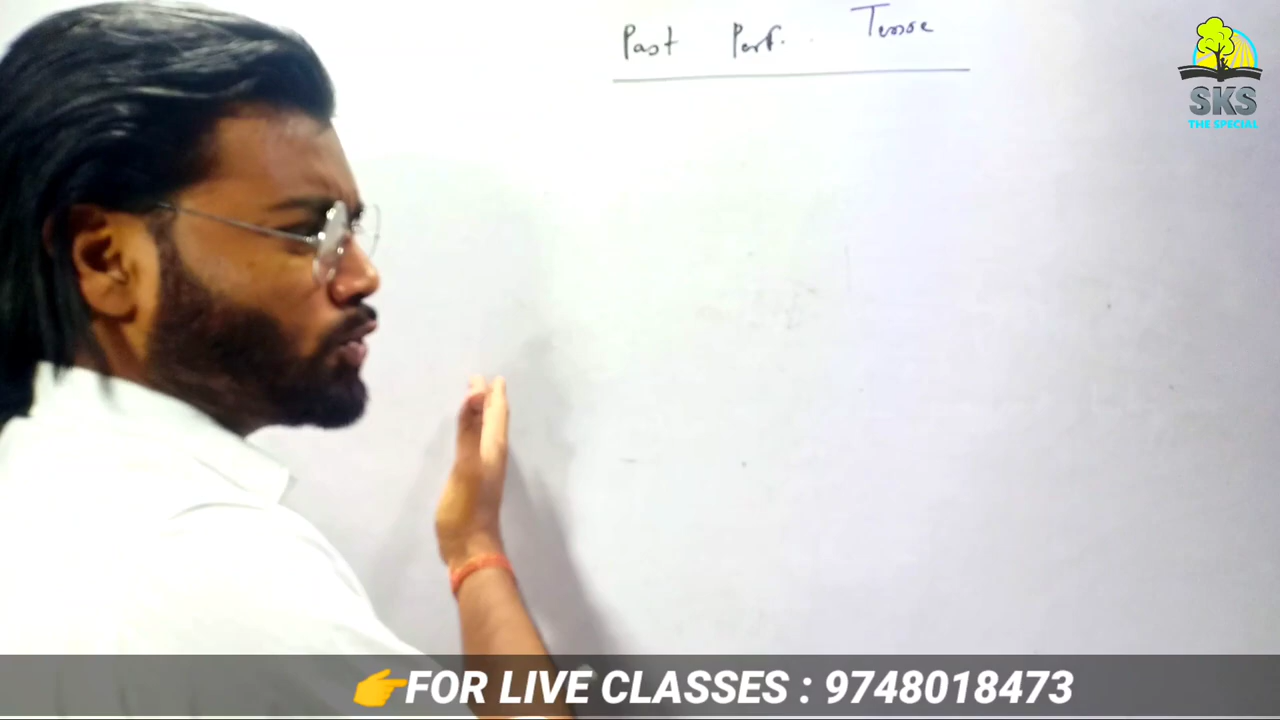 Past Perf. Tense
SKS
THE SPECIAL
FOR LIVE CLASSES : 9748018473